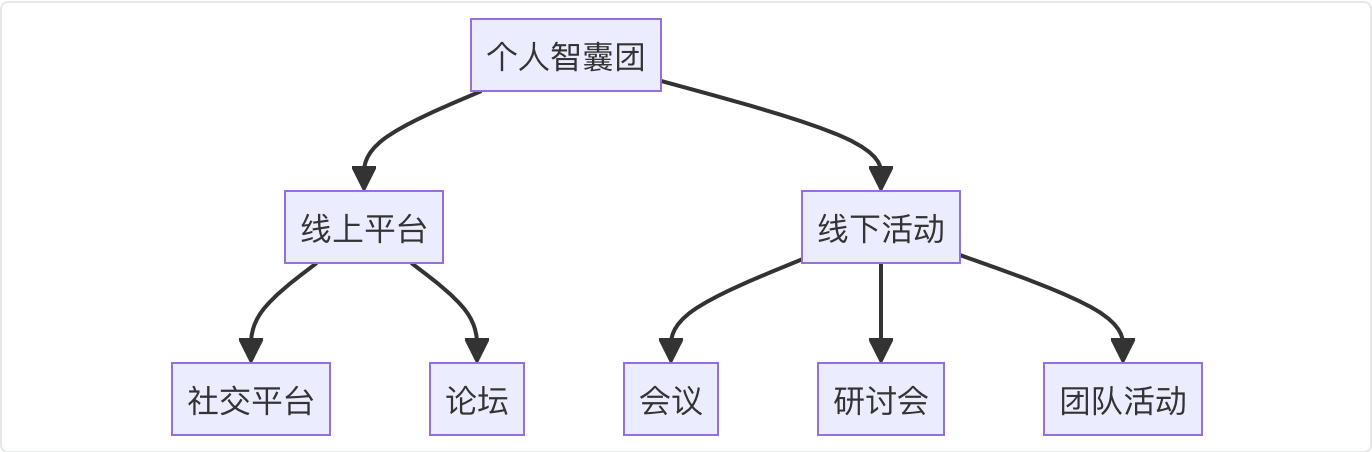 个人智囊团
线上平台
线下活动
社交平台
论坛
会议
研讨会
团队活动